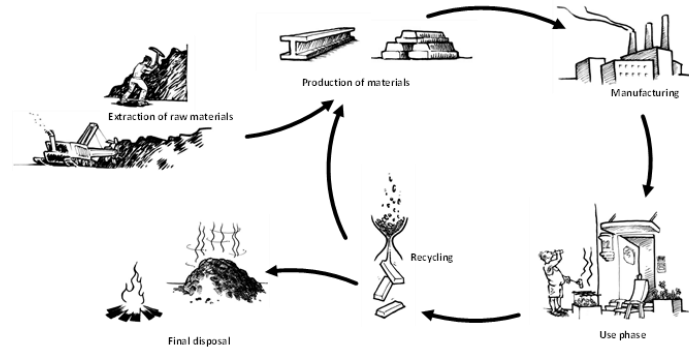 Production of materials
Manufacturing
Extraction of raw materials
Recycling
Use phase
Final disposal